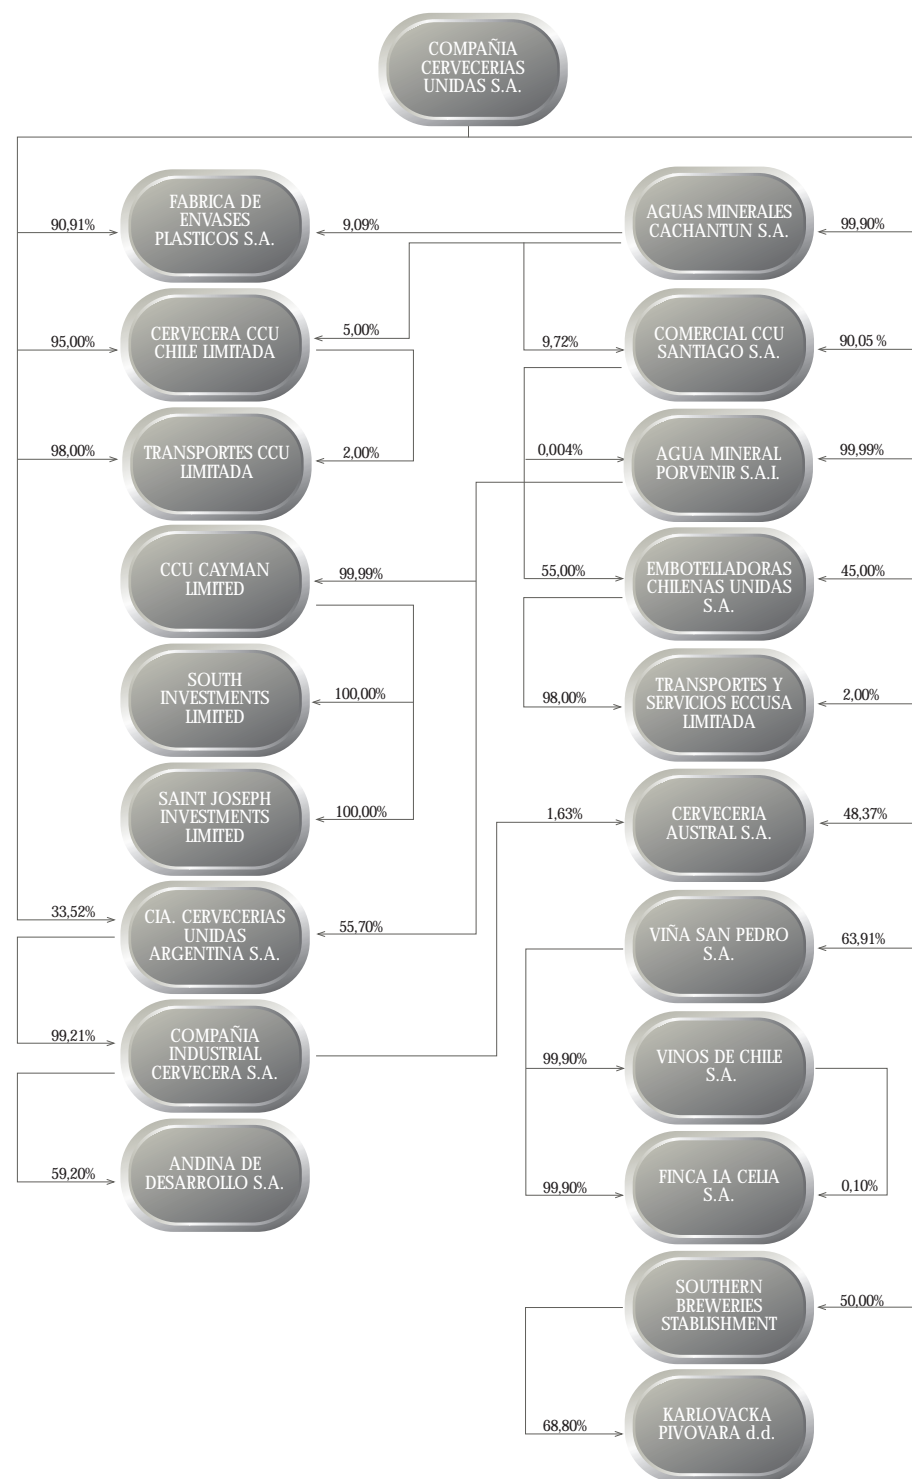 COMPAÑIA
CERVECERIAS
UNIDAS S.A.
90,91%
FABRICA DE
ENVASES
PLASTICOS S.A.
9,09%
AGUAS MINERALES
CACHANTUN S.A.
99,90%
95,00%
CERVECERA CCU
CHILE LIMITADA
5,00%
9,72%
COMERCIAL CCU
SANTIAGO S.A.
90,05 %
98,00%
TRANSPORTES CCU
LIMITADA
2,00%
0,004%
AGUA MINERAL
PORVENIR S.A.I.
99,99%
CCU CAYMAN
LIMITED
99,99%
55,00%
EMBOTELLADORAS
CHILENAS UNIDAS
S.A.
45,00%
SOUTH
INVESTMENTS
LIMITED
100,00%
98,00%
TRANSPORTES Y
SERVICIOS ECCUSA
LIMITADA
2,00%
SAINT JOSEPH
INVESTMENTS
LIMITED
100,00%
1,63%
CERVECERIA
AUSTRAL S.A.
48,37%
33,52%
CIA. CERVECERIAS
UNIDAS
ARGENTINA S.A.
55,70%
VIÑA SAN PEDRO
S.A.
63,91%
99,21%
COMPAÑIA
INDUSTRIAL
CERVECERA S.A.
99,90%
VINOS DE CHILE
S.A.
59,20%
ANDINA DE
DESARROLLO S.A.
99,90%
FINCA LA CELIA
S.A.
0,10%
SOUTHERN
BREWERIES
STABLISHMENT
50,00%
68,80%
KARLOVACKA
PIVOVARA d.d.